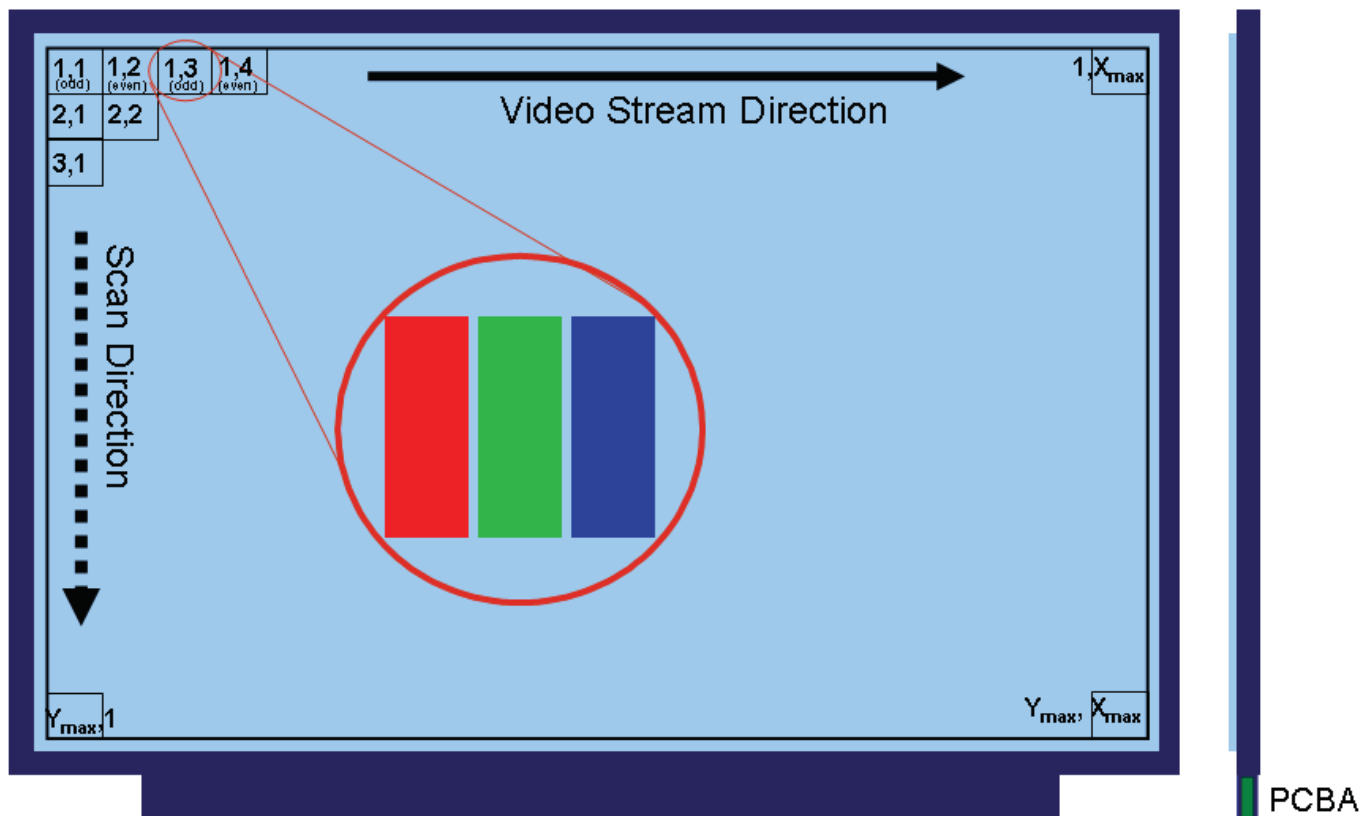 1,1 1,2 1,3 1,4 1,Xmax
(odd) (even) (odd) (even)
Video Stream Direction
2,1 2,2
3,1
Scan Direction
Ymax,1 Ymax, Xmax
PCBA